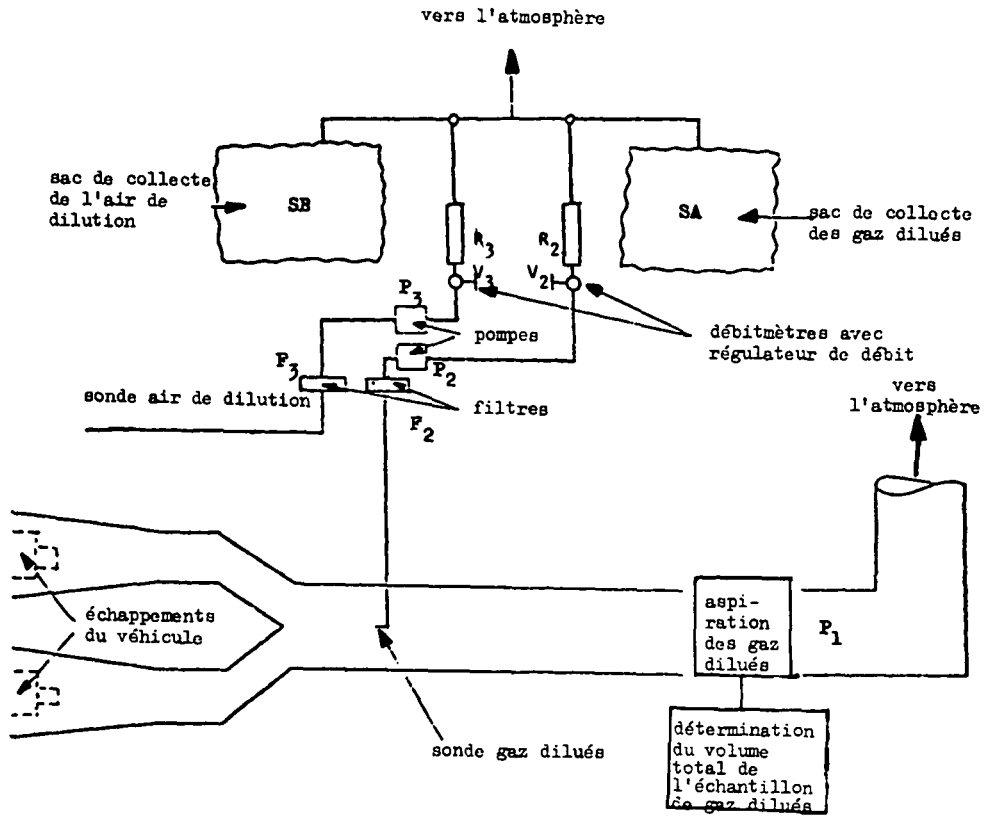 vers l'atmosphère
sac de collecte
de l'air de
dilution
SB
SA
sac de collecte
des gaz dilués
R3
R2
V3
V2
P3
pompes
débitmètres avec
régulateur de débit
P2
F3
sonde air de dilution
filtres
F2
vers
l'atmosphère
échappements
du véhicule
aspi-
ration
des gaz
dilués
P1
sonde gaz dilués
détermination
du volume
total de
l'échantillon
de gaz dilués